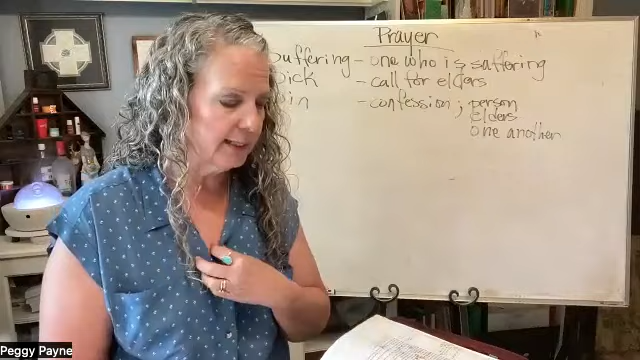 Prayer
Suffering - one who is suffering
Sick - call for elders
Sin - confession; person
elders
one another
Peggy Payne